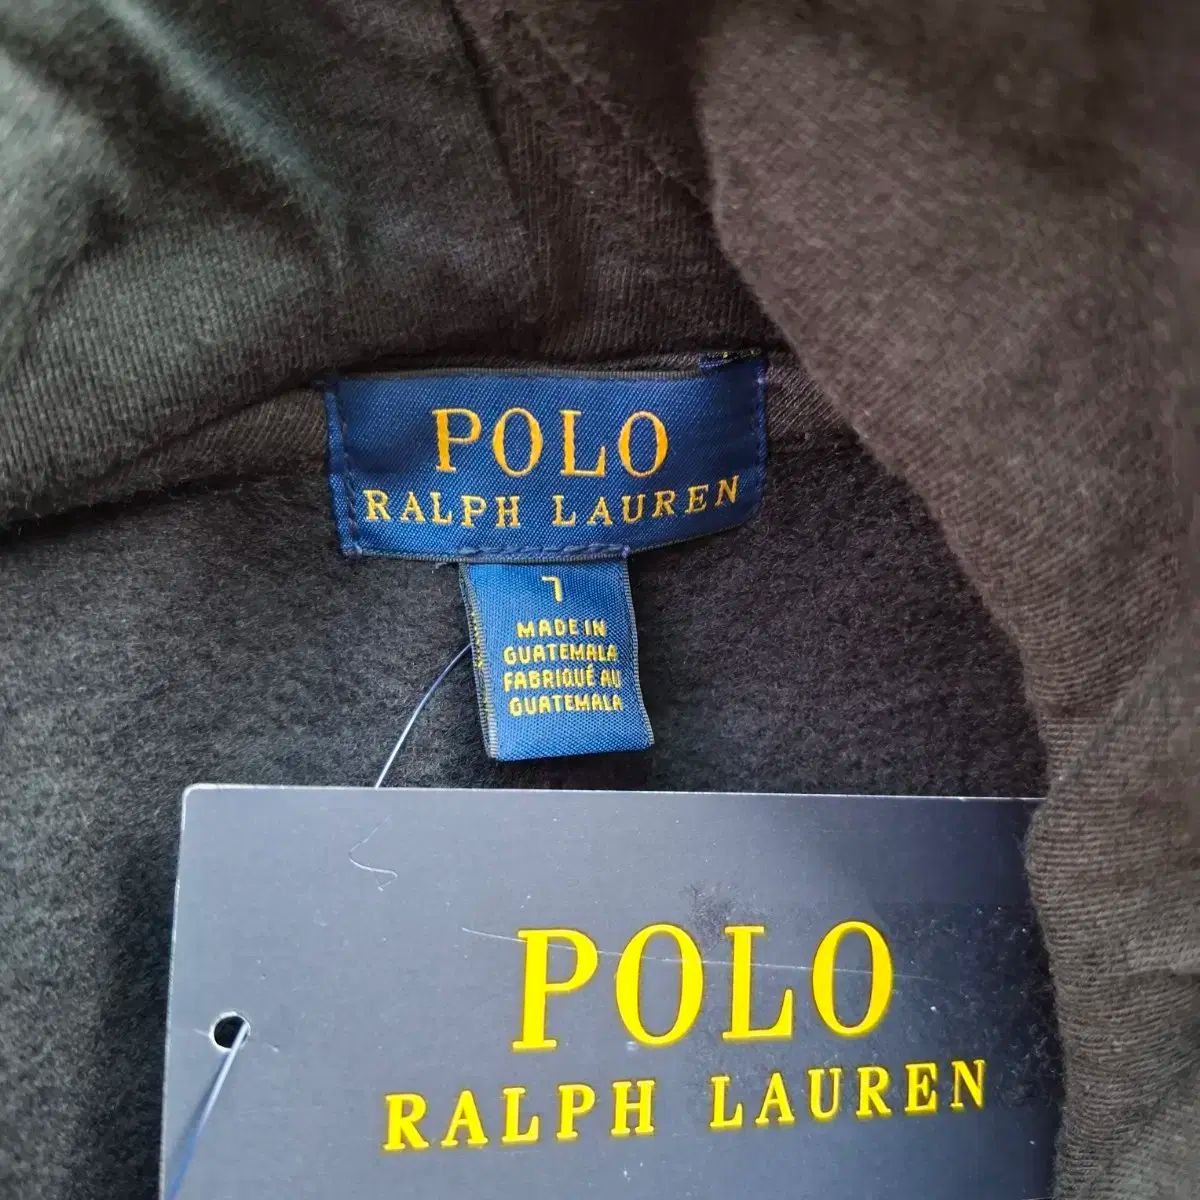 POLO
RALPH LAUREN
7
MADE IN
GUATEMALA
FABRIQUÉ AU
GUATEMALA
POLO
RALPH LAUREN